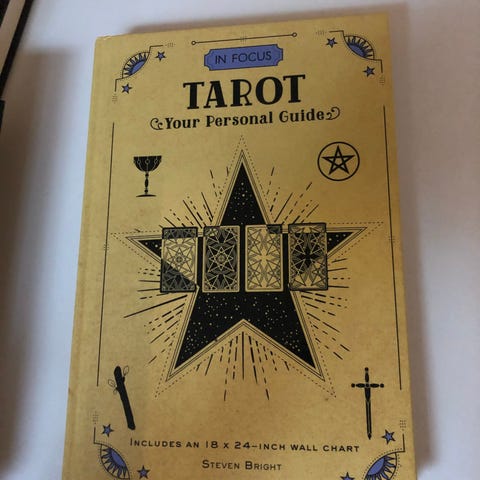 IN FOCUS
TAROT
Your Personal Guide
INCLUDES AN 18 X 24-INCH WALL CHART
STEVEN BRIGHT